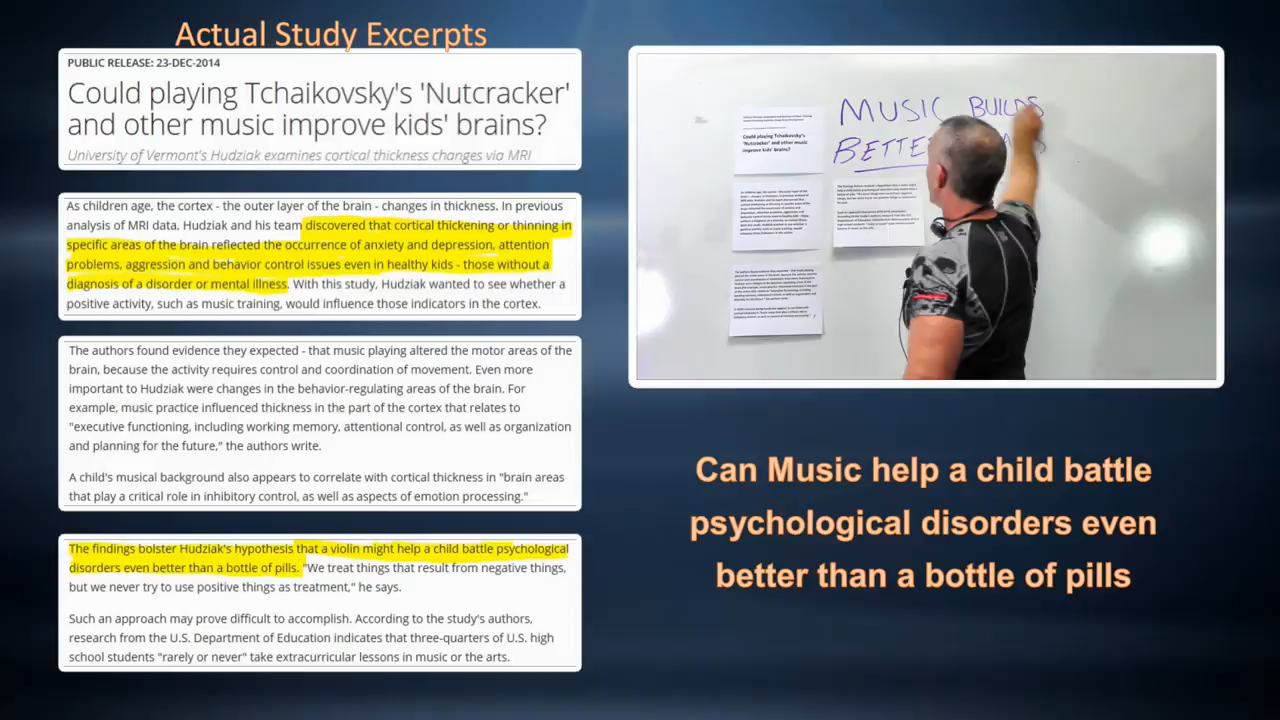 Actual Study Excerpts
PUBLIC RELEASE: 23-DEC-2014
Could playing Tchaikovsky's 'Nutcracker'
and other music improve kids' brains?
University of Vermont's Hudziak examines cortical thickness changes via MRI
As children age, the cortex - the outer layer of the brain - changes in thickness. In previous
analysis of MRI data, Hudziak and his team discovered that cortical thickening or thinning in
specific areas of the brain reflected the occurrence of anxiety and depression, attention
problems, aggression and behavior control issues even in healthy kids - those without a
diagnosis of a disorder or mental illness. With this study, Hudziak wanted to see whether a
positive activity, such as music training, would influence those indicators in the cortex.
The authors found evidence they expected - that music playing altered the motor areas of the
brain, because the activity requires control and coordination of movement. Even more
important to Hudziak were changes in the behavior-regulating areas of the brain. For
example, music practice influenced thickness in the part of the cortex that relates to
"executive functioning, including working memory, attentional control, as well as organization
and planning for the future," the authors write.
A child's musical background also appears to correlate with cortical thickness in "brain areas
that play a critical role in inhibitory control, as well as aspects of emotion processing."
The findings bolster Hudziak's hypothesis that a violin might help a child battle psychological
disorders even better than a bottle of pills. "We treat things that result from negative things,
but we never try to use positive things as treatment," he says.
Such an approach may prove difficult to accomplish. According to the study's authors,
research from the U.S. Department of Education indicates that three-quarters of U.S. high
school students "rarely or never" take extracurricular lessons in music or the arts.
MUSIC BUILDS
BETTE
Could playing Tchaikovsky's
'Nutcracker' and other music
improve kids' brains?
Can Music help a child battle
psychological disorders even
better than a bottle of pills